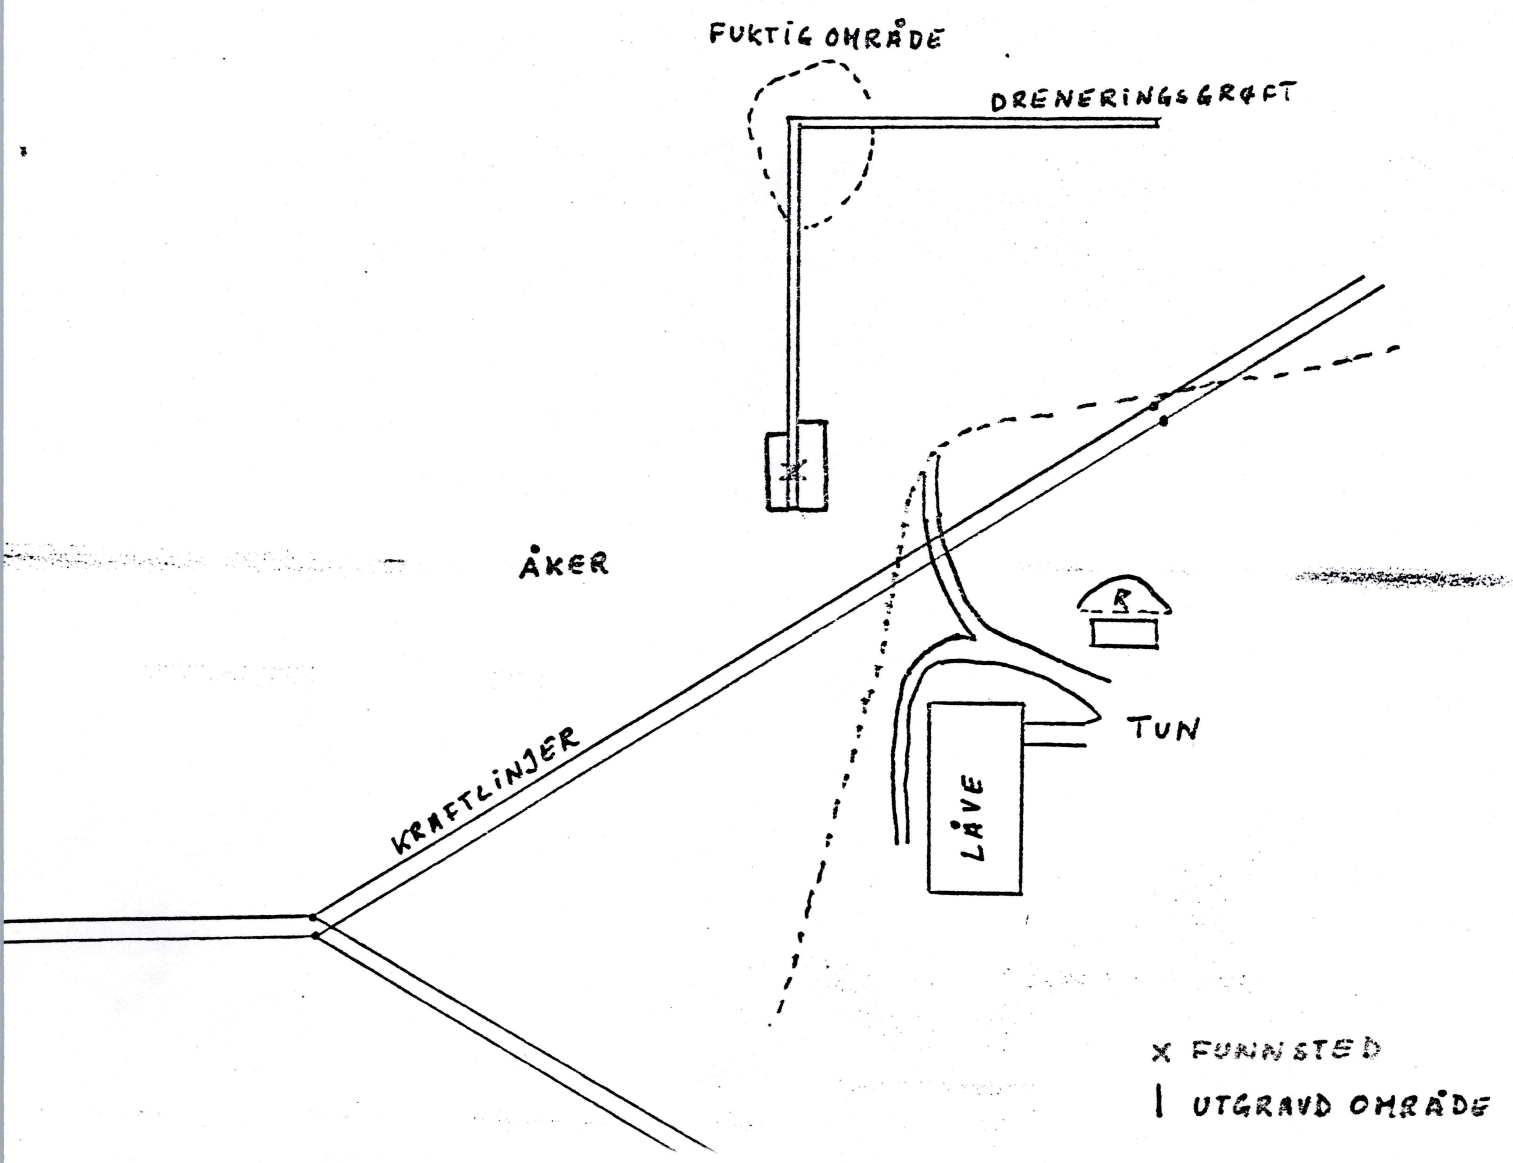 FUKTIG OMRÅDE
DRENERINGSGRØFT
ÅKER
R
KRAFTLINJER
TUN
LÅVE
x FUNNSTED
| UTGRAVD OMRÅDE